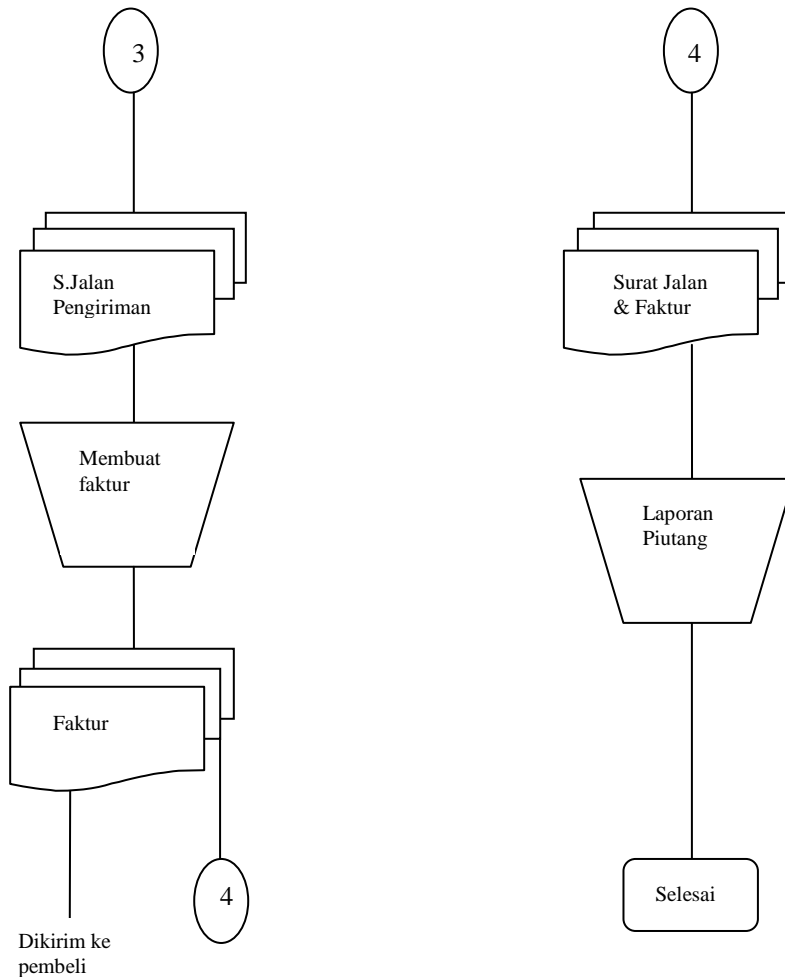 3
S.Jalan
Pengiriman
Membuat
faktur
Faktur
4
Dikirim ke
pembeli
4
Surat Jalan
& Faktur
Laporan
Piutang
Selesai